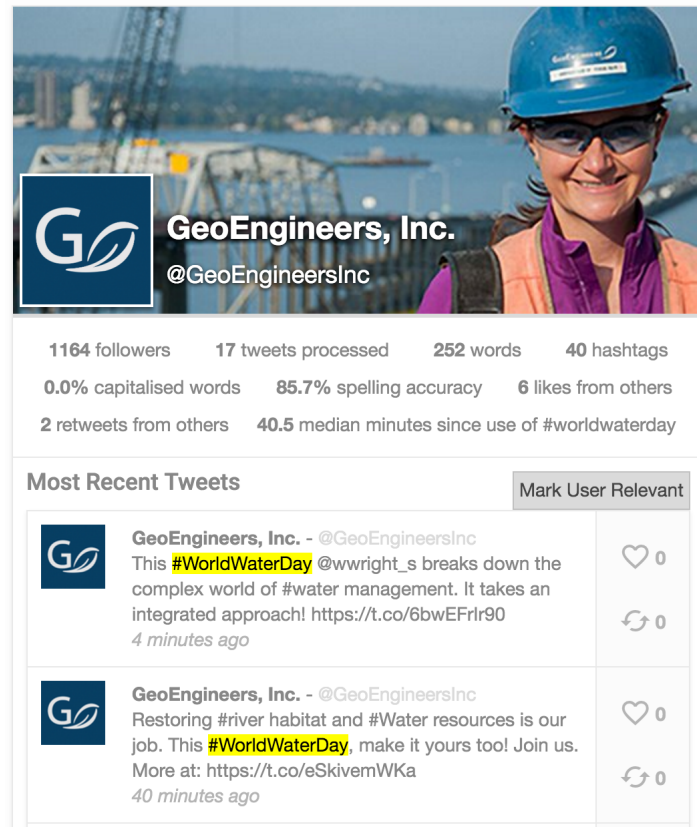 GeoEngineers
G
GeoEngineers, Inc.
@GeoEngineersInc
1164 followers 17 tweets processed 252 words 40 hashtags
0.0% capitalised words 85.7% spelling accuracy 6 likes from others
2 retweets from others 40.5 median minutes since use of #worldwaterday
Most Recent Tweets
Mark User Relevant
G
GeoEngineers, Inc. - @GeoEngineersInc
This #WorldWaterDay @wwright_s breaks down the
complex world of #water management. It takes an
integrated approach! https://t.co/6bwEFrlr90
4 minutes ago
0
0
G
GeoEngineers, Inc. - @GeoEngineersInc
Restoring #river habitat and #Water resources is our
job. This #WorldWaterDay, make it yours too! Join us.
More at: https://t.co/eSkivemWKa
40 minutes ago
0
0